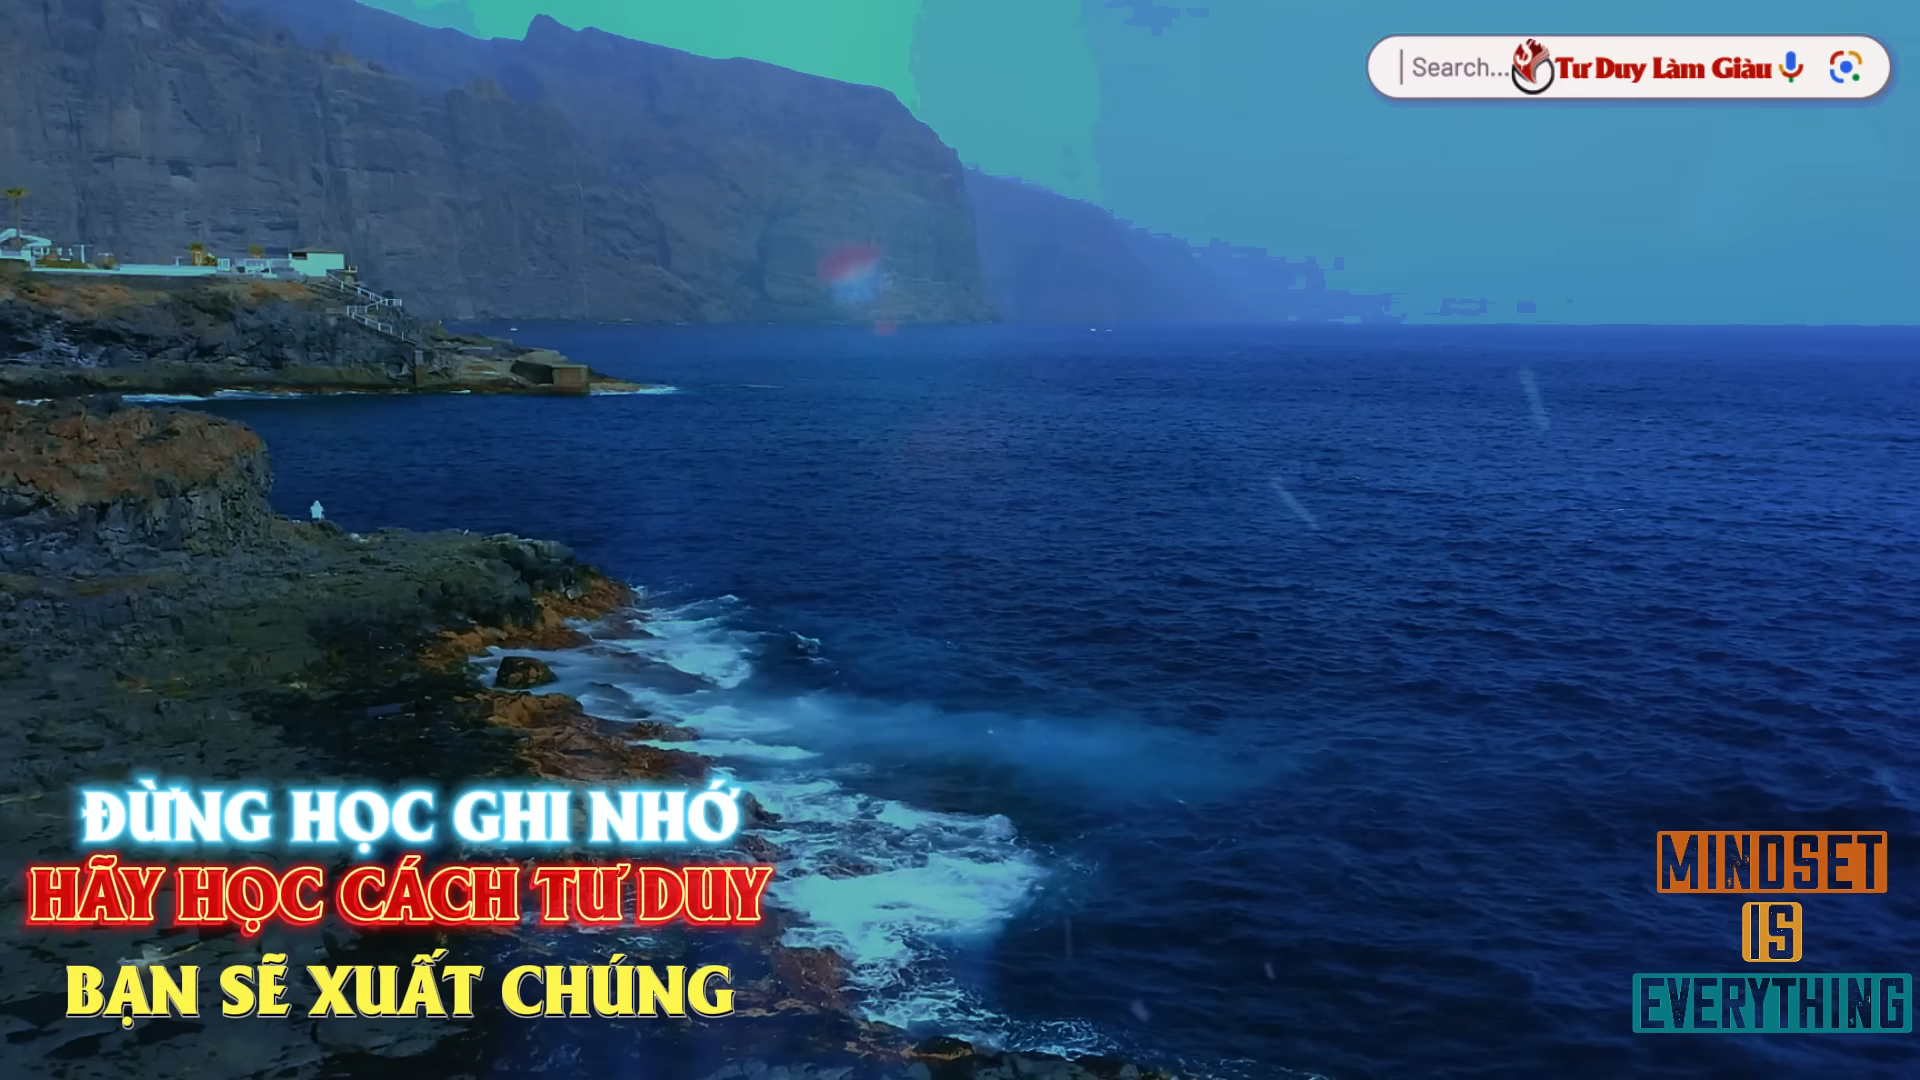 Search... Tư Duy Làm Giàu
ĐỪNG HỌC GHI NHỚ
HÃY HỌC CÁCH TƯ DUY
BẠN SẼ XUẤT CHÚNG
MINDSET
IS
EVERYTHING